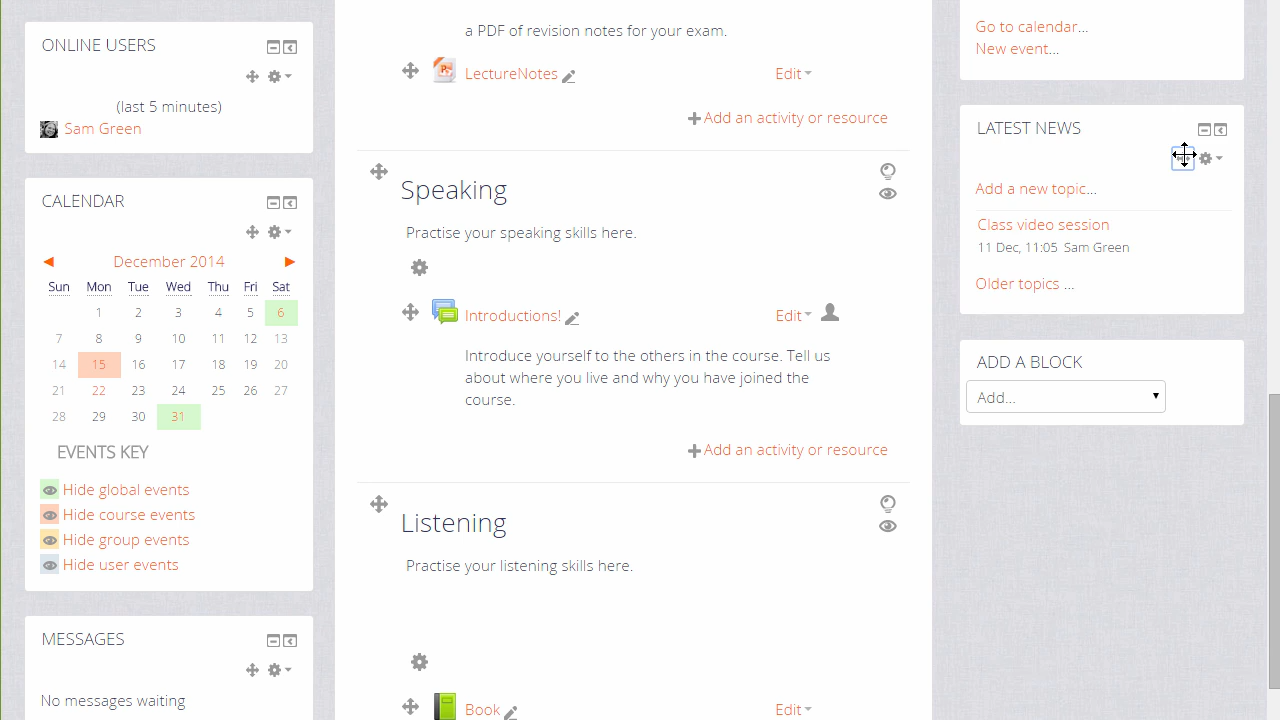 ONLINE USERS
(last 5 minutes)
Sam Green
CALENDAR
December 2014
Sun Mon Tue Wed Thu Fri Sat
1 2 3 4 5 6
7 8 9 10 11 12 13
14 15 16 17 18 19 20
21 22 23 24 25 26 27
28 29 30 31
EVENTS KEY
Hide global events
Hide course events
Hide group events
Hide user events
MESSAGES
No messages waiting
a PDF of revision notes for your exam.
LectureNotes Edit
Add an activity or resource
Speaking
Practise your speaking skills here.
Introductions! Edit
Introduce yourself to the others in the course. Tell us
about where you live and why you have joined the
course.
Add an activity or resource
Listening
Practise your listening skills here.
Book Edit
Go to calendar...
New event...
LATEST NEWS
Add a new topic...
Class video session
11 Dec, 11:05 Sam Green
Older topics ...
ADD A BLOCK
Add...